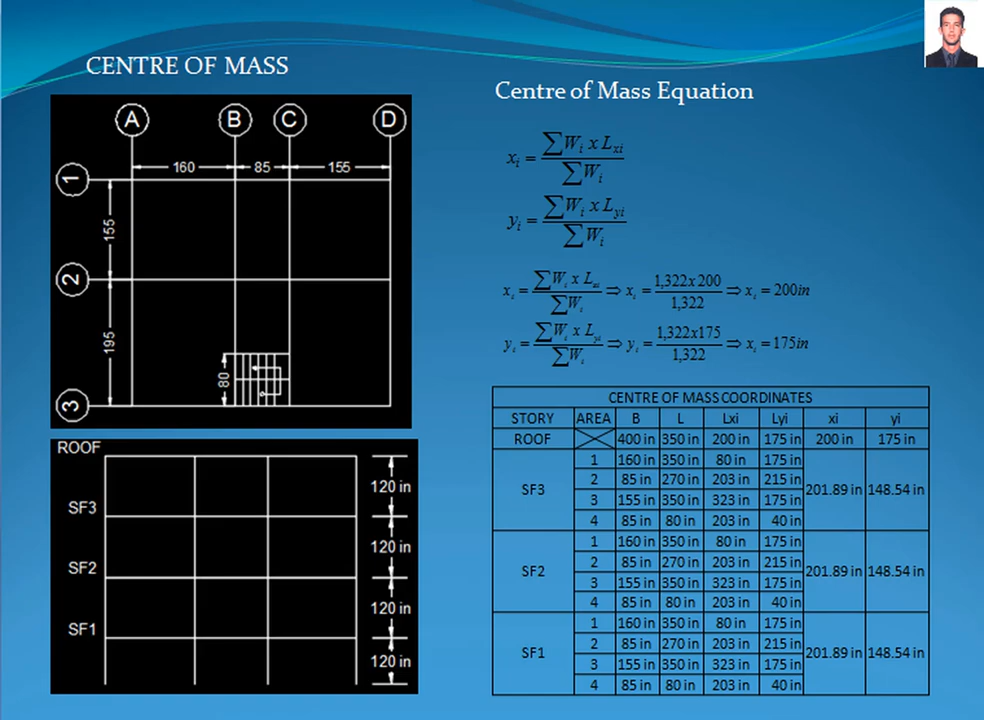 CENTRE OF MASS
A B C D
160 85 155
1
155
2
195
80
3
ROOF
120 in
SF3
120 in
SF2
120 in
SF1
120 in
Centre of Mass Equation
xi = ∑Wi x Lxi / ∑Wi
yi = ∑Wi x Lyi / ∑Wi
xi = ∑Wi x Lxi / ∑Wi ⇒ xi = 1,322x200 / 1,322 ⇒ xi = 200in
yi = ∑Wi x Lyi / ∑Wi ⇒ yi = 1,322x175 / 1,322 ⇒ xi = 175in
CENTRE OF MASS COORDINATES
STORY AREA B L Lxi Lyi xi yi
ROOF 400 in 350 in 200 in 175 in 200 in 175 in
SF3 1 160 in 350 in 80 in 175 in 201.89 in 148.54 in
2 85 in 270 in 203 in 215 in
3 155 in 350 in 323 in 175 in
4 85 in 80 in 203 in 40 in
SF2 1 160 in 350 in 80 in 175 in 201.89 in 148.54 in
2 85 in 270 in 203 in 215 in
3 155 in 350 in 323 in 175 in
4 85 in 80 in 203 in 40 in
SF1 1 160 in 350 in 80 in 175 in 201.89 in 148.54 in
2 85 in 270 in 203 in 215 in
3 155 in 350 in 323 in 175 in
4 85 in 80 in 203 in 40 in